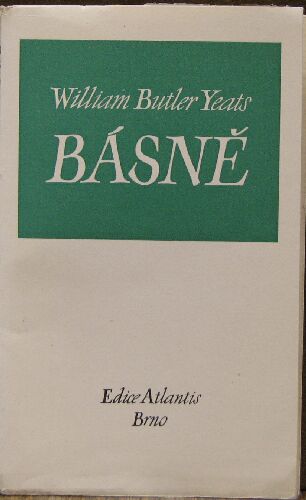 William Butler Yeats
BÁSNĚ
Edice Atlantis
Brno